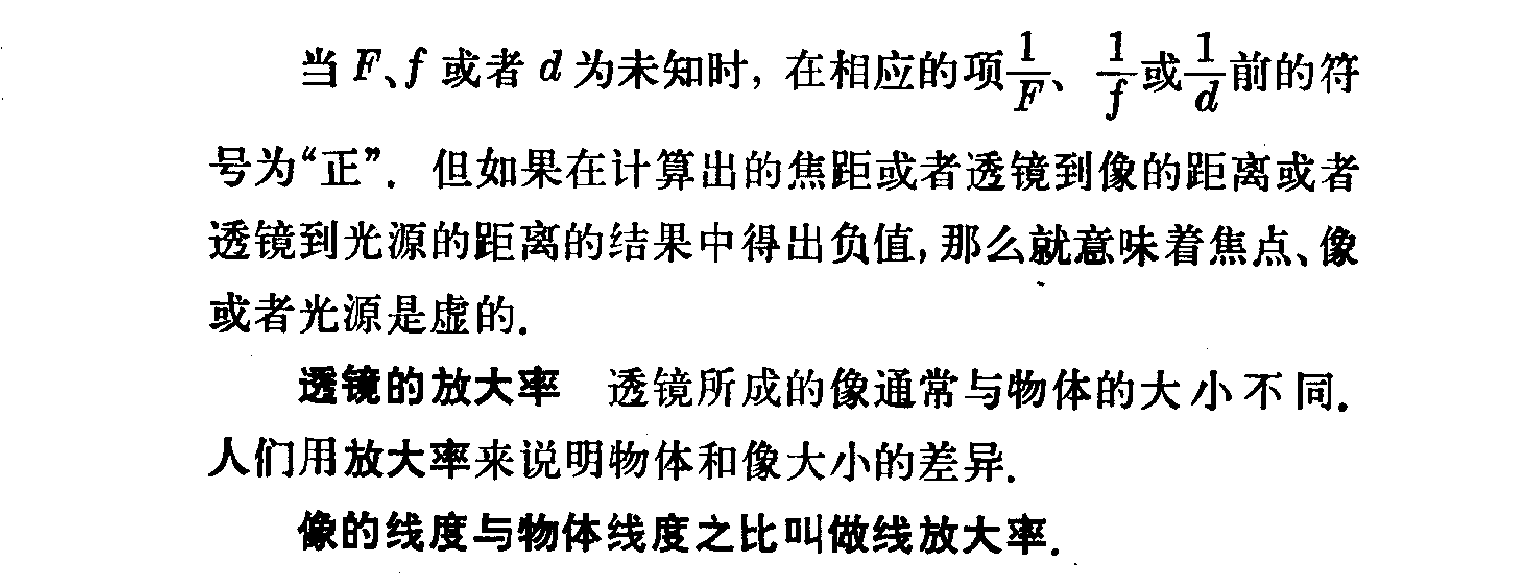 当 F、f 或者 d 为未知时, 在相应的项 1/F、1/f 或 1/d 前的符
号为“正”. 但如果在计算出的焦距或者透镜到像的距离或者
透镜到光源的距离的结果中得出负值, 那么就意味着焦点、像
或者光源是虚的.
透镜的放大率 透镜所成的像通常与物体的大小不同.
人们用放大率来说明物体和像大小的差异.
像的线度与物体线度之比叫做线放大率.